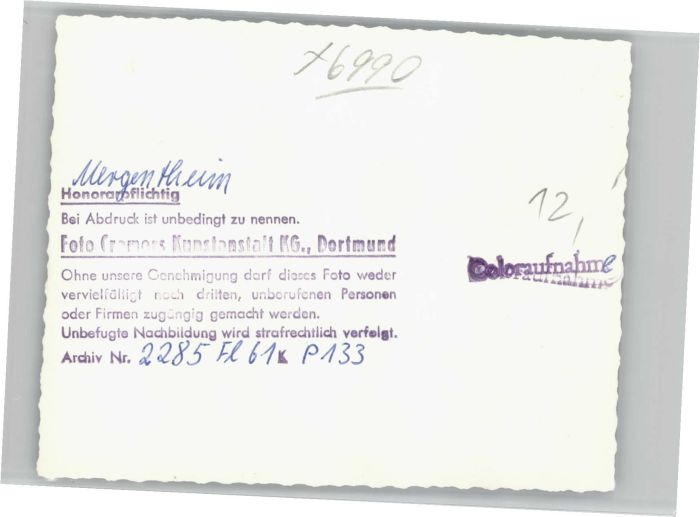 x6990
Mergentheim
Honorarpflichtig
Bei Abdruck ist unbedingt zu nennen.
Foto Cramers Kunstanstalt KG., Dortmund
Ohne unsere Genehmigung darf dieses Foto weder
vervielfältigt noch dritten, unberufenen Personen
oder Firmen zugängig gemacht werden.
Unbefugte Nachbildung wird strafrechtlich verfolgt.
Archiv Nr. 2285 Fl 61 K P133
12,
Coloraufnahme